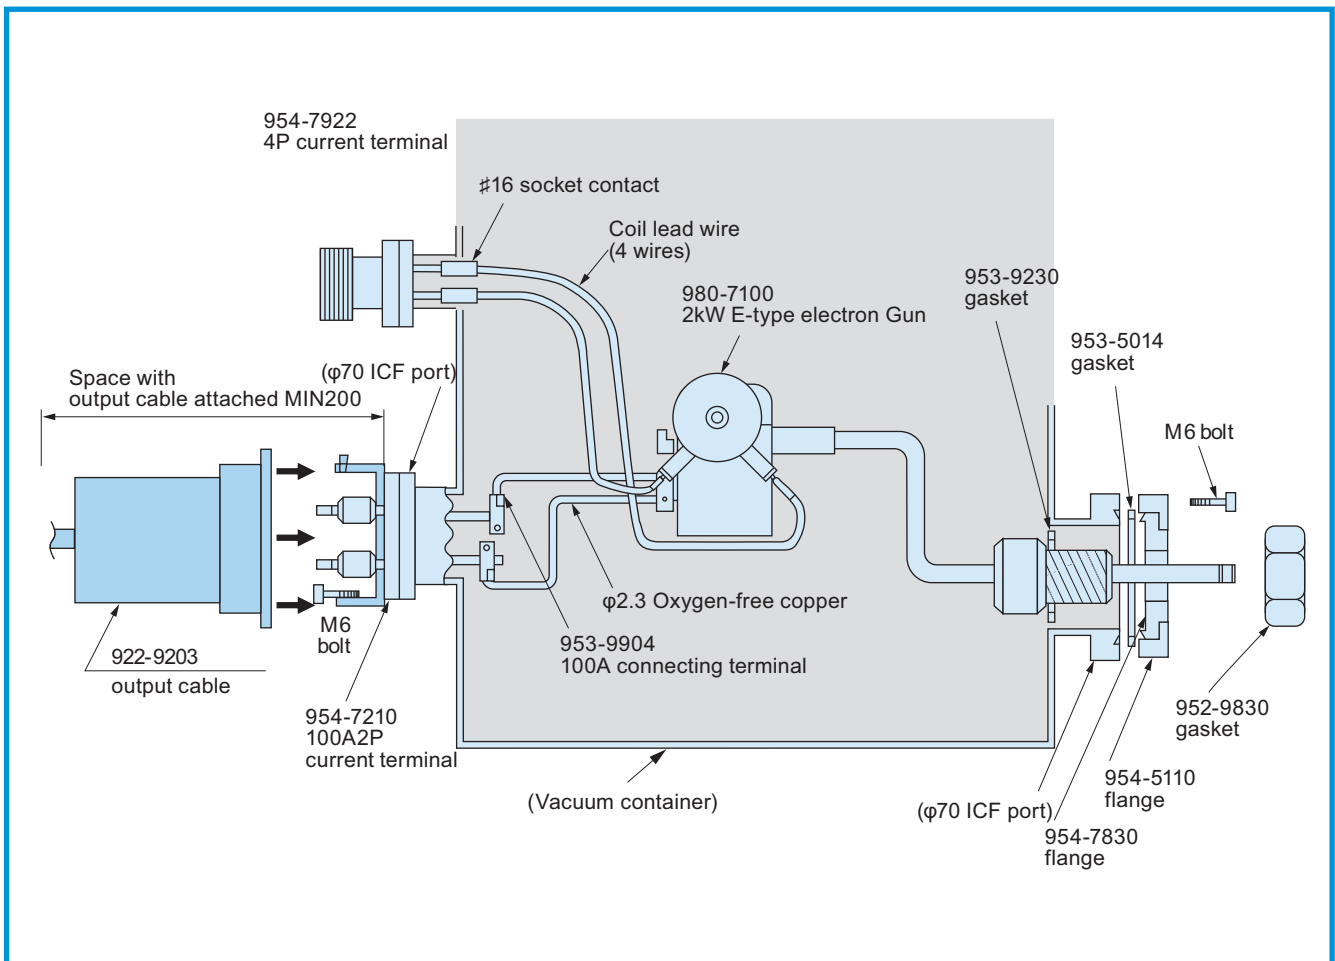 954-7922
4P current terminal
♯16 socket contact
Coil lead wire
(4 wires)
980-7100
2kW E-type electron Gun
953-9230
gasket
953-5014
gasket
M6 bolt
(φ70 ICF port)
Space with
output cable attached MIN200
φ2.3 Oxygen-free copper
953-9904
100A connecting terminal
M6
bolt
922-9203
output cable
954-7210
100A2P
current terminal
(Vacuum container)
952-9830
gasket
954-5110
flange
(φ70 ICF port)
954-7830
flange